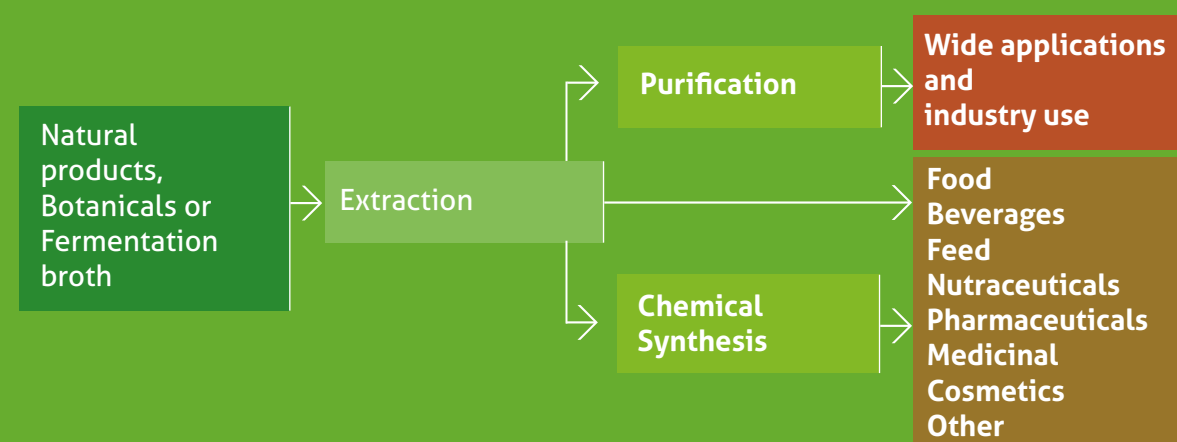 Natural
products,
Botanicals or
Fermentation
broth
Extraction
Purification
Chemical
Synthesis
Wide applications
and
industry use
Food
Beverages
Feed
Nutraceuticals
Pharmaceuticals
Medicinal
Cosmetics
Other